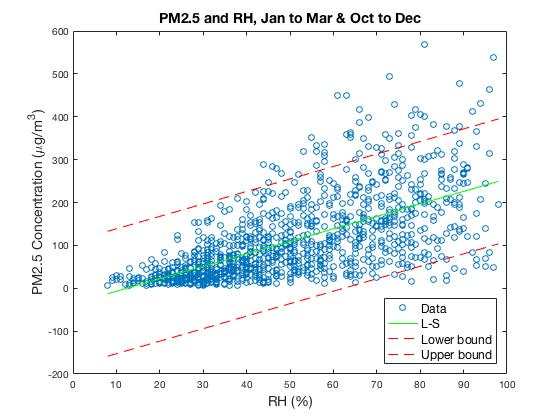 PM2.5 and RH, Jan to Mar & Oct to Dec
600
500
400
300
200
100
0
-100
-200
PM2.5 Concentration (μg/m³)
Data
L-S
Lower bound
Upper bound
0 10 20 30 40 50 60 70 80 90 100
RH (%)